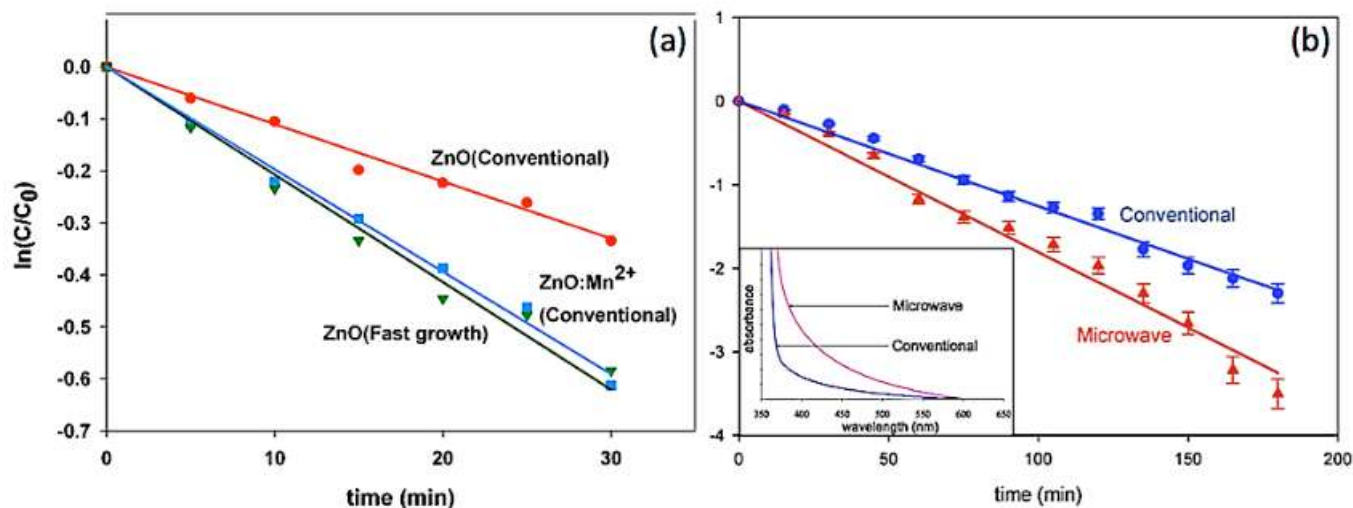 (a)
0.0
-0.1
-0.2
-0.3
-0.4
-0.5
-0.6
-0.7
ln(C/C0)
ZnO(Conventional)
ZnO:Mn2+
(Conventional)
ZnO(Fast growth)
0
10
20
30
time (min)
(b)
1
0
-1
-2
-3
-4
Conventional
Microwave
absorbance
Microwave
Conventional
350 400 450 500 550 600 650
wavelength (nm)
0
50
100
150
200
time (min)